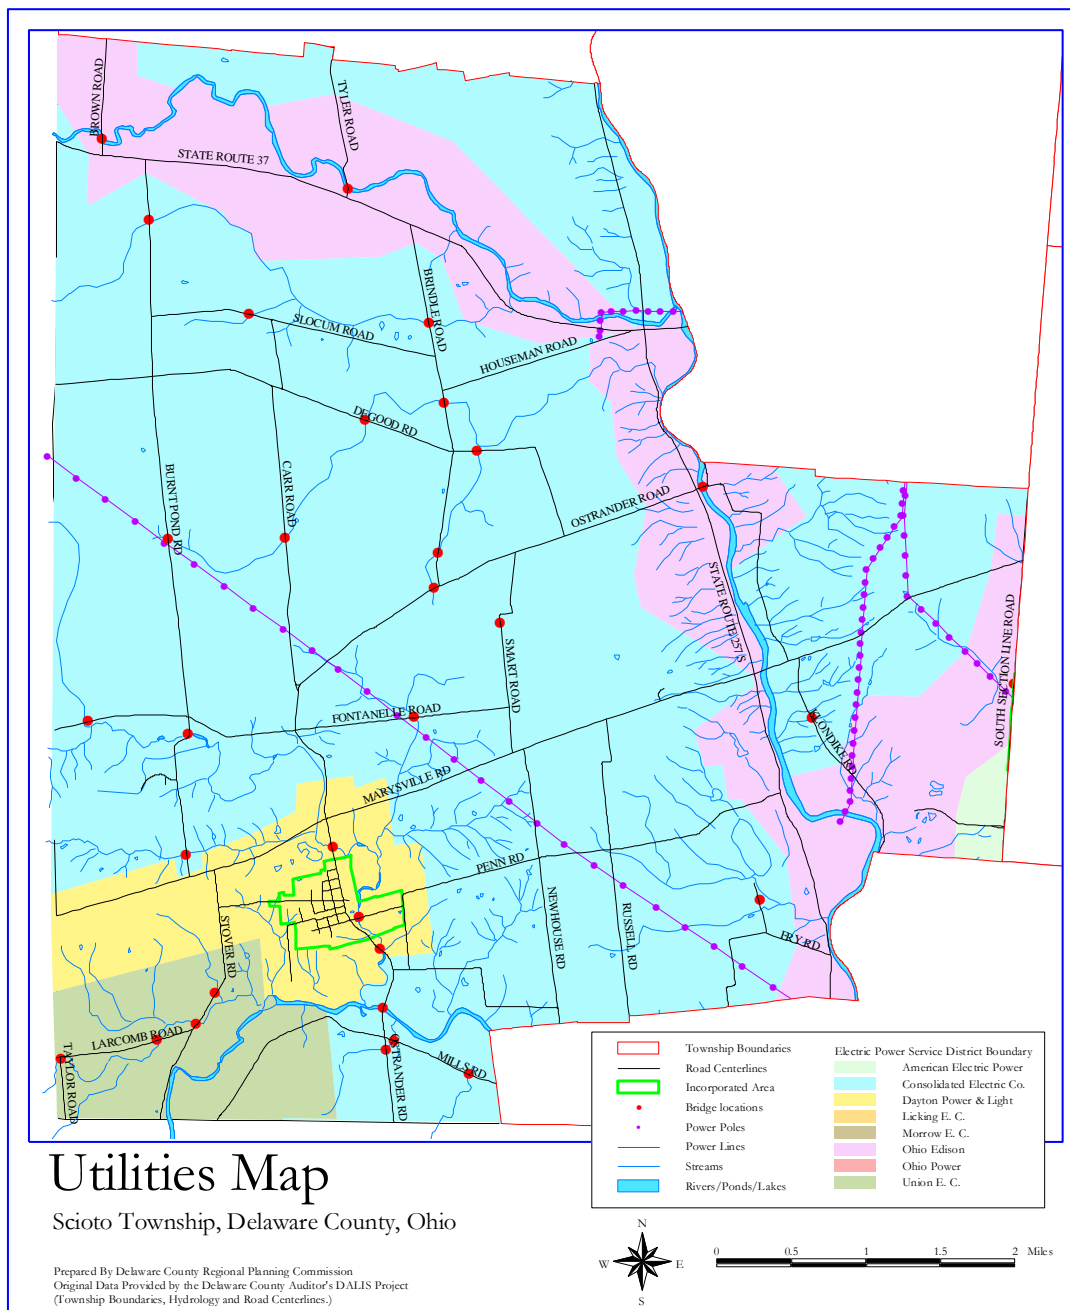 BROWN ROAD
TYLER ROAD
STATE ROUTE 37
BRINDLE ROAD
SLOCUM ROAD
HOUSEMAN ROAD
DEGOOD RD
BURNT POND RD
CARR ROAD
OSTRANDER ROAD
STATE ROUTE 257 S
SOUTH SECTION LINE ROAD
SMART ROAD
FONTANELLE ROAD
KLONDIKE RD
MARYSVILLE RD
PENN RD
NEWHOUSE RD
RUSSELL RD
FRY RD
STOVER RD
LARCOMB ROAD
TAYLOR ROAD
STRANDER RD
MILLS RD
Township Boundaries
Road Centerlines
Incorporated Area
Bridge locations
Power Poles
Power Lines
Streams
Rivers/Ponds/Lakes
Electric Power Service District Boundary
American Electric Power
Consolidated Electric Co.
Dayton Power & Light
Licking E. C.
Morrow E. C.
Ohio Edison
Ohio Power
Union E. C.
Utilities Map
Scioto Township, Delaware County, Ohio
Prepared By Delaware County Regional Planning Commission
Original Data Provided by the Delaware County Auditor's DALIS Project
(Township Boundaries, Hydrology and Road Centerlines.)
N
W E
S
0 0.5 1 1.5 2 Miles